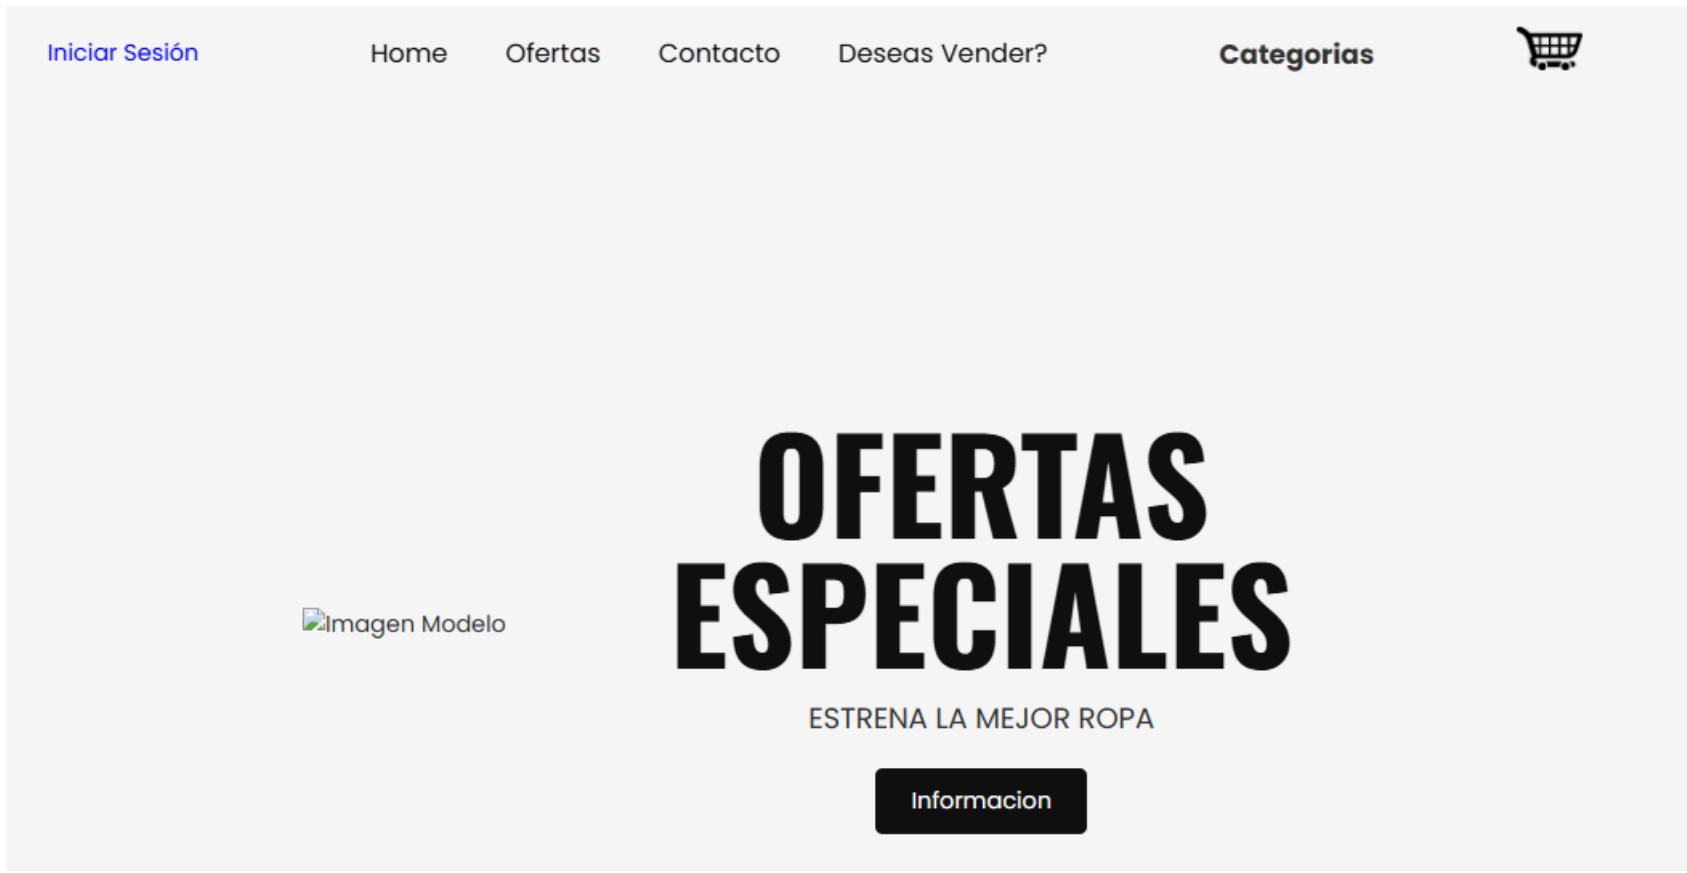 Iniciar Sesión
Home
Ofertas
Contacto
Deseas Vender?
Categorias
OFERTAS
ESPECIALES
Imagen Modelo
ESTRENA LA MEJOR ROPA
Informacion